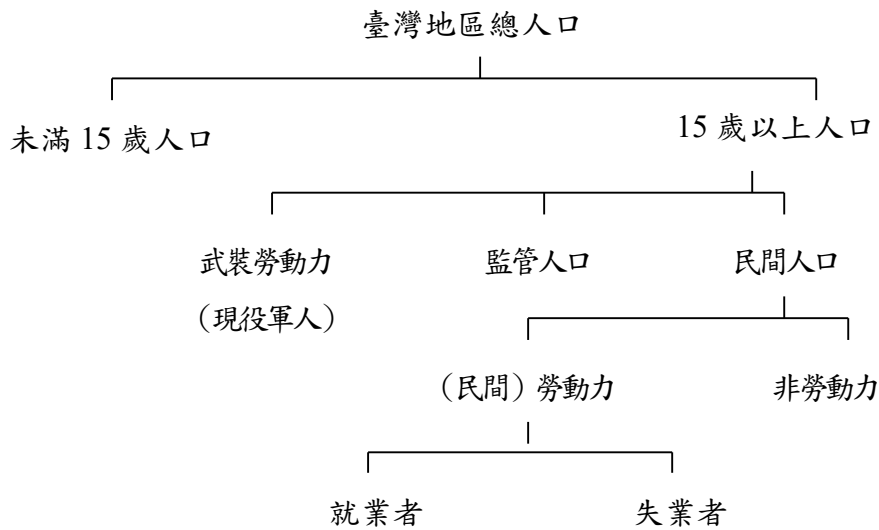 臺灣地區總人口
未滿 15 歲人口
15 歲以上人口
武裝勞動力
(現役軍人)
監管人口
民間人口
(民間)勞動力
非勞動力
就業者
失業者